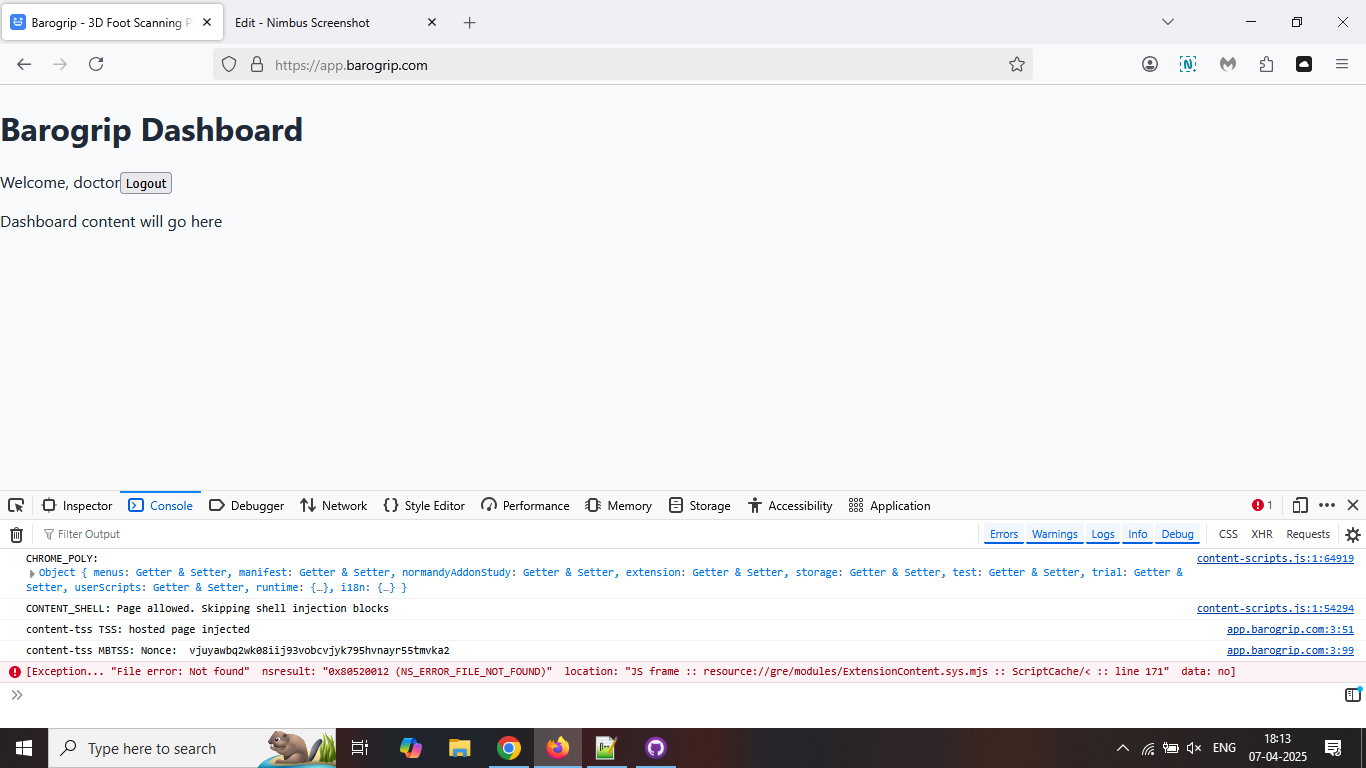 Barogrip - 3D Foot Scanning P
Edit - Nimbus Screenshot
https://app.barogrip.com
Barogrip Dashboard
Welcome, doctor Logout
Dashboard content will go here
Inspector Console Debugger Network Style Editor Performance Memory Storage Accessibility Application 1
Filter Output Errors Warnings Logs Info Debug CSS XHR Requests
CHROME_POLY: content-scripts.js:1:64919
Object { menus: Getter & Setter, manifest: Getter & Setter, normandyAddonStudy: Getter & Setter, extension: Getter & Setter, storage: Getter & Setter, test: Getter & Setter, trial: Getter &
Setter, userScripts: Getter & Setter, runtime: {…}, i18n: {…} }
CONTENT_SHELL: Page allowed. Skipping shell injection blocks content-scripts.js:1:54294
content-tss TSS: hosted page injected app.barogrip.com:3:51
content-tss MBTSS: Nonce: vjuyawbq2wk08iij93vobcvjyk795hvnayr55tmvka2 app.barogrip.com:3:99
[Exception... "File error: Not found" nsresult: "0x80520012 (NS_ERROR_FILE_NOT_FOUND)" location: "JS frame :: resource://gre/modules/ExtensionContent.sys.mjs :: ScriptCache/< :: line 171" data: no]
Type here to search
ENG
18:13
07-04-2025